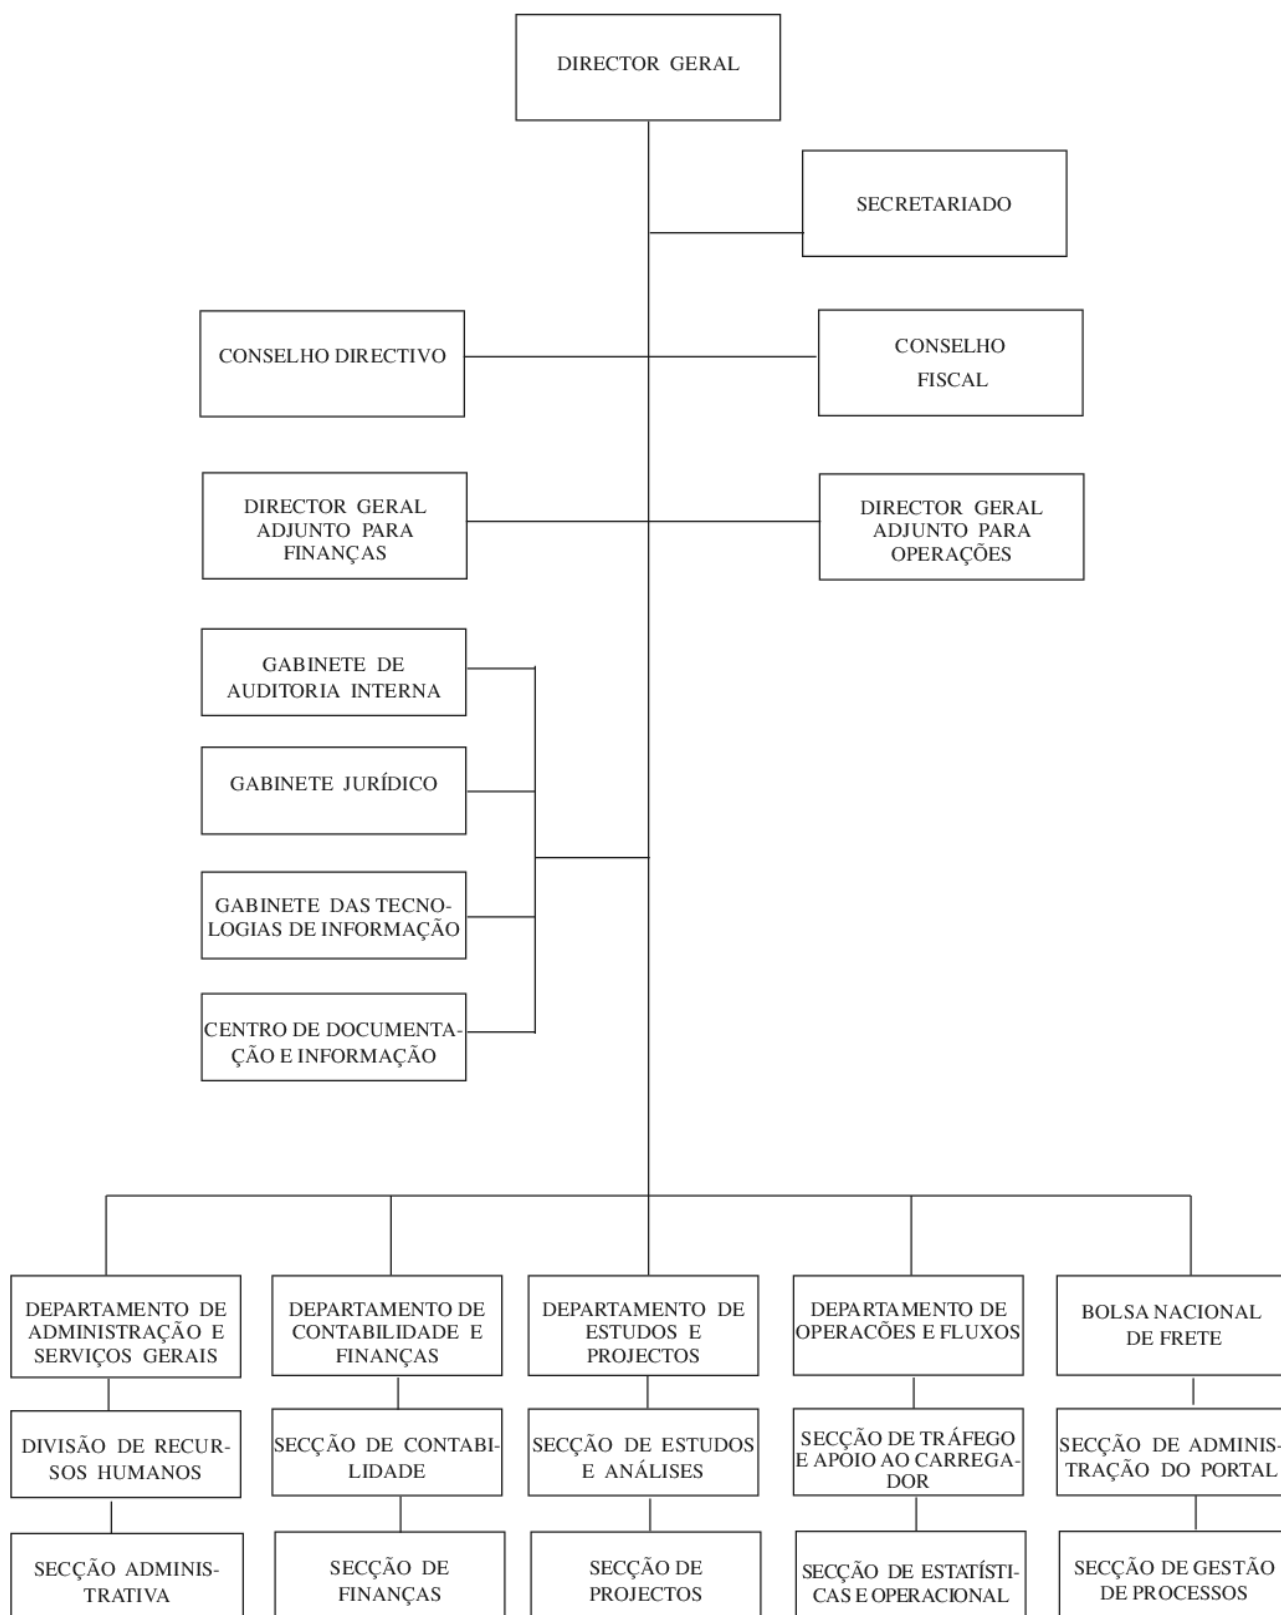 DIRECTOR GERAL
SECRETARIADO
CONSELHO DIRECTIVO
CONSELHO
FISCAL
DIRECTOR GERAL
ADJUNTO PARA
FINANÇAS
DIRECTOR GERAL
ADJUNTO PARA
OPERAÇÕES
GABINETE DE
AUDITORIA INTERNA
GABINETE JURÍDICO
GABINETE DAS TECNO-
LOGIAS DE INFORMAÇÃO
CENTRO DE DOCUMENTA-
ÇÃO E INFORMAÇÃO
DEPARTAMENTO DE
ADMINISTRAÇÃO E
SERVIÇOS GERAIS
DEPARTAMENTO DE
CONTABILIDADE E
FINANÇAS
DEPARTAMENTO DE
ESTUDOS E
PROJECTOS
DEPARTAMENTO DE
OPERACÕES E FLUXOS
BOLSA NACIONAL
DE FRETE
DIVISÃO DE RECUR-
SOS HUMANOS
SECÇÃO DE CONTABI-
LIDADE
SECÇÃO DE ESTUDOS
E ANÁLISES
SECÇÃO DE TRÁFEGO
E APOIO AO CARREGA-
DOR
SECÇÃO DE ADMINIS-
TRAÇÃO DO PORTAL
SECÇÃO ADMINIS-
TRATIVA
SECÇÃO DE
FINANÇAS
SECÇÃO DE
PROJECTOS
SECÇÃO DE ESTATÍSTI-
CAS E OPERACIONAL
SECÇÃO DE GESTÃO
DE PROCESSOS